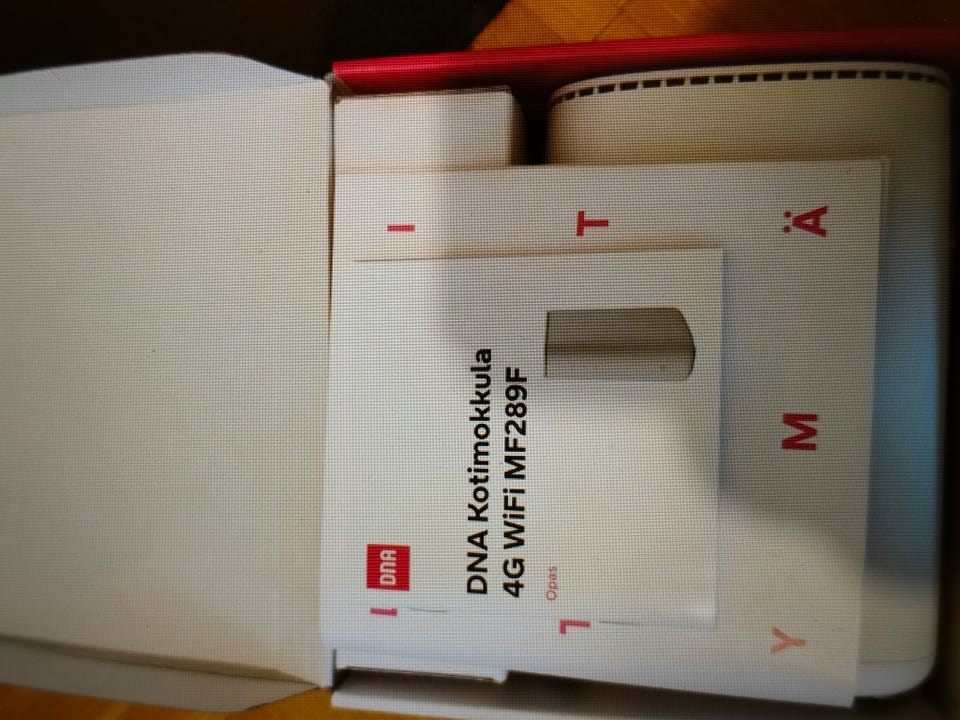 DNA
I
DNA Kotimokkula
4G WiFi MF289F
Opas
T
Y M Ä